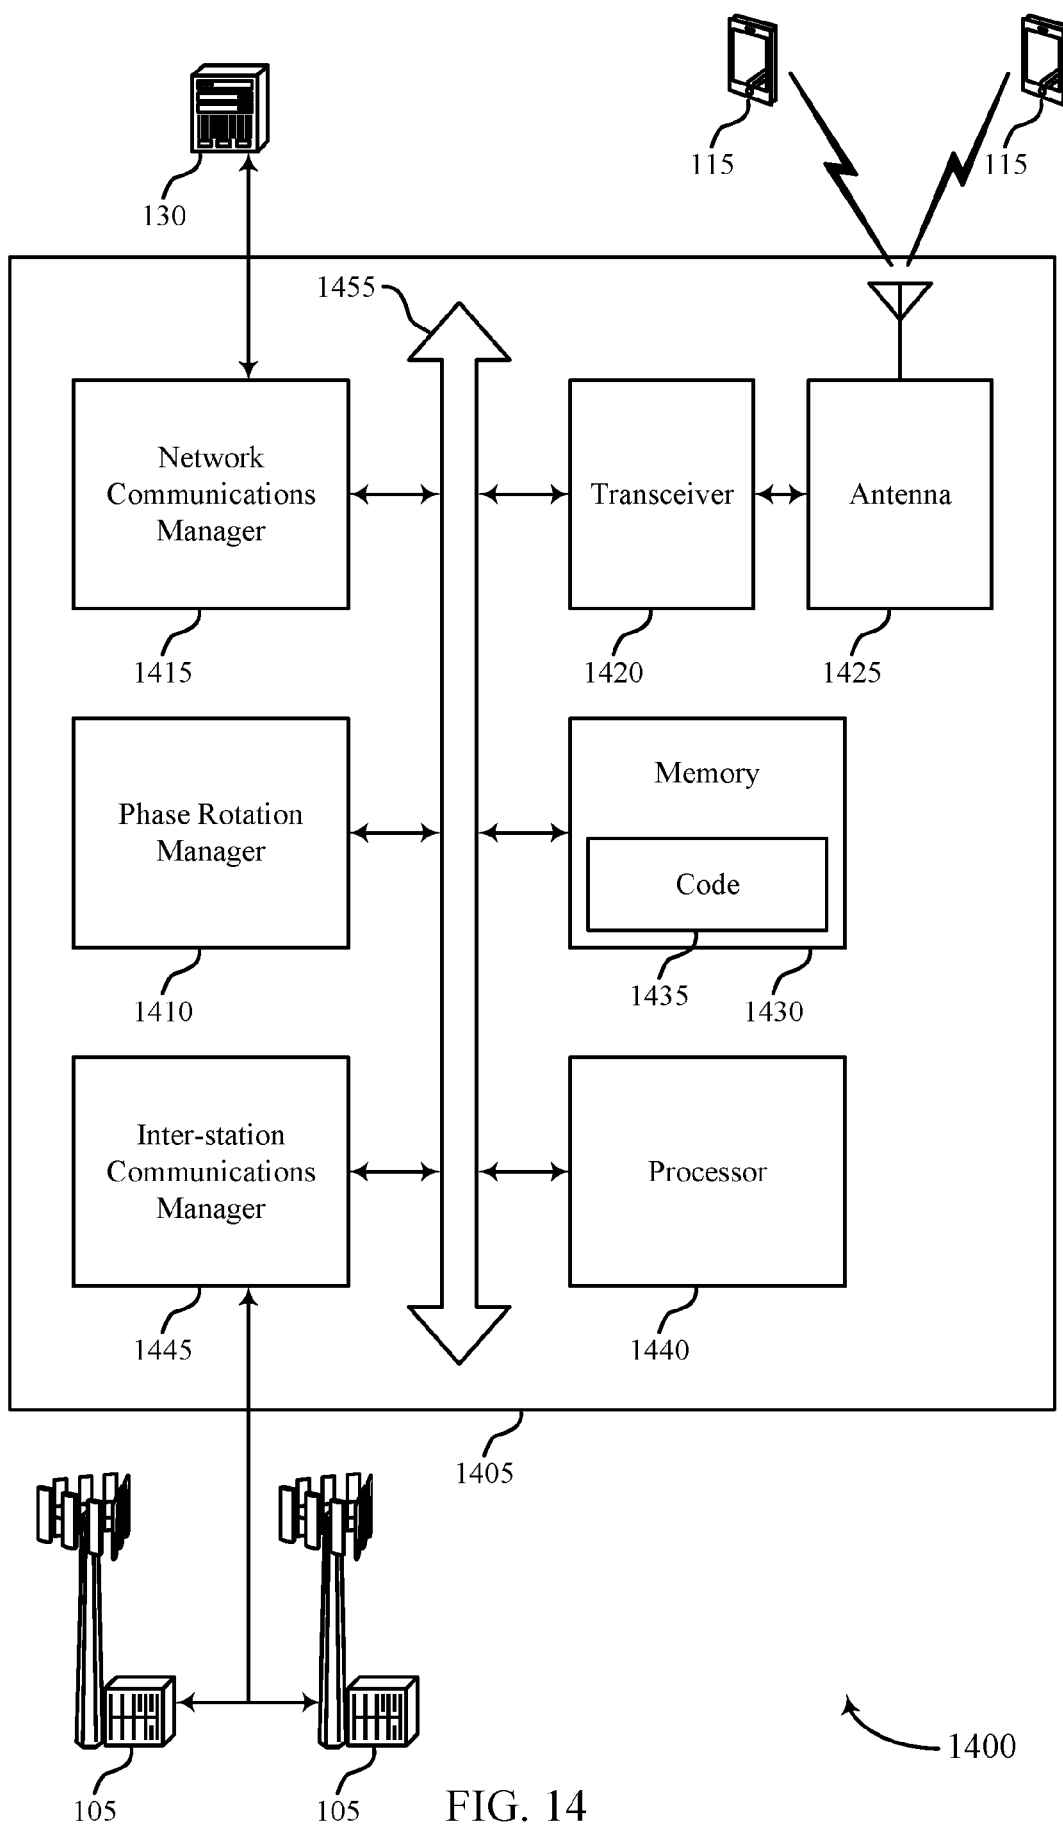 115
115
130
1455
Network
Communications
Manager
Transceiver
Antenna
1415
1420
1425
Phase Rotation
Manager
Memory
Code
1410
1435
1430
Inter-station
Communications
Manager
Processor
1445
1440
1405
1400
105
105
FIG. 14